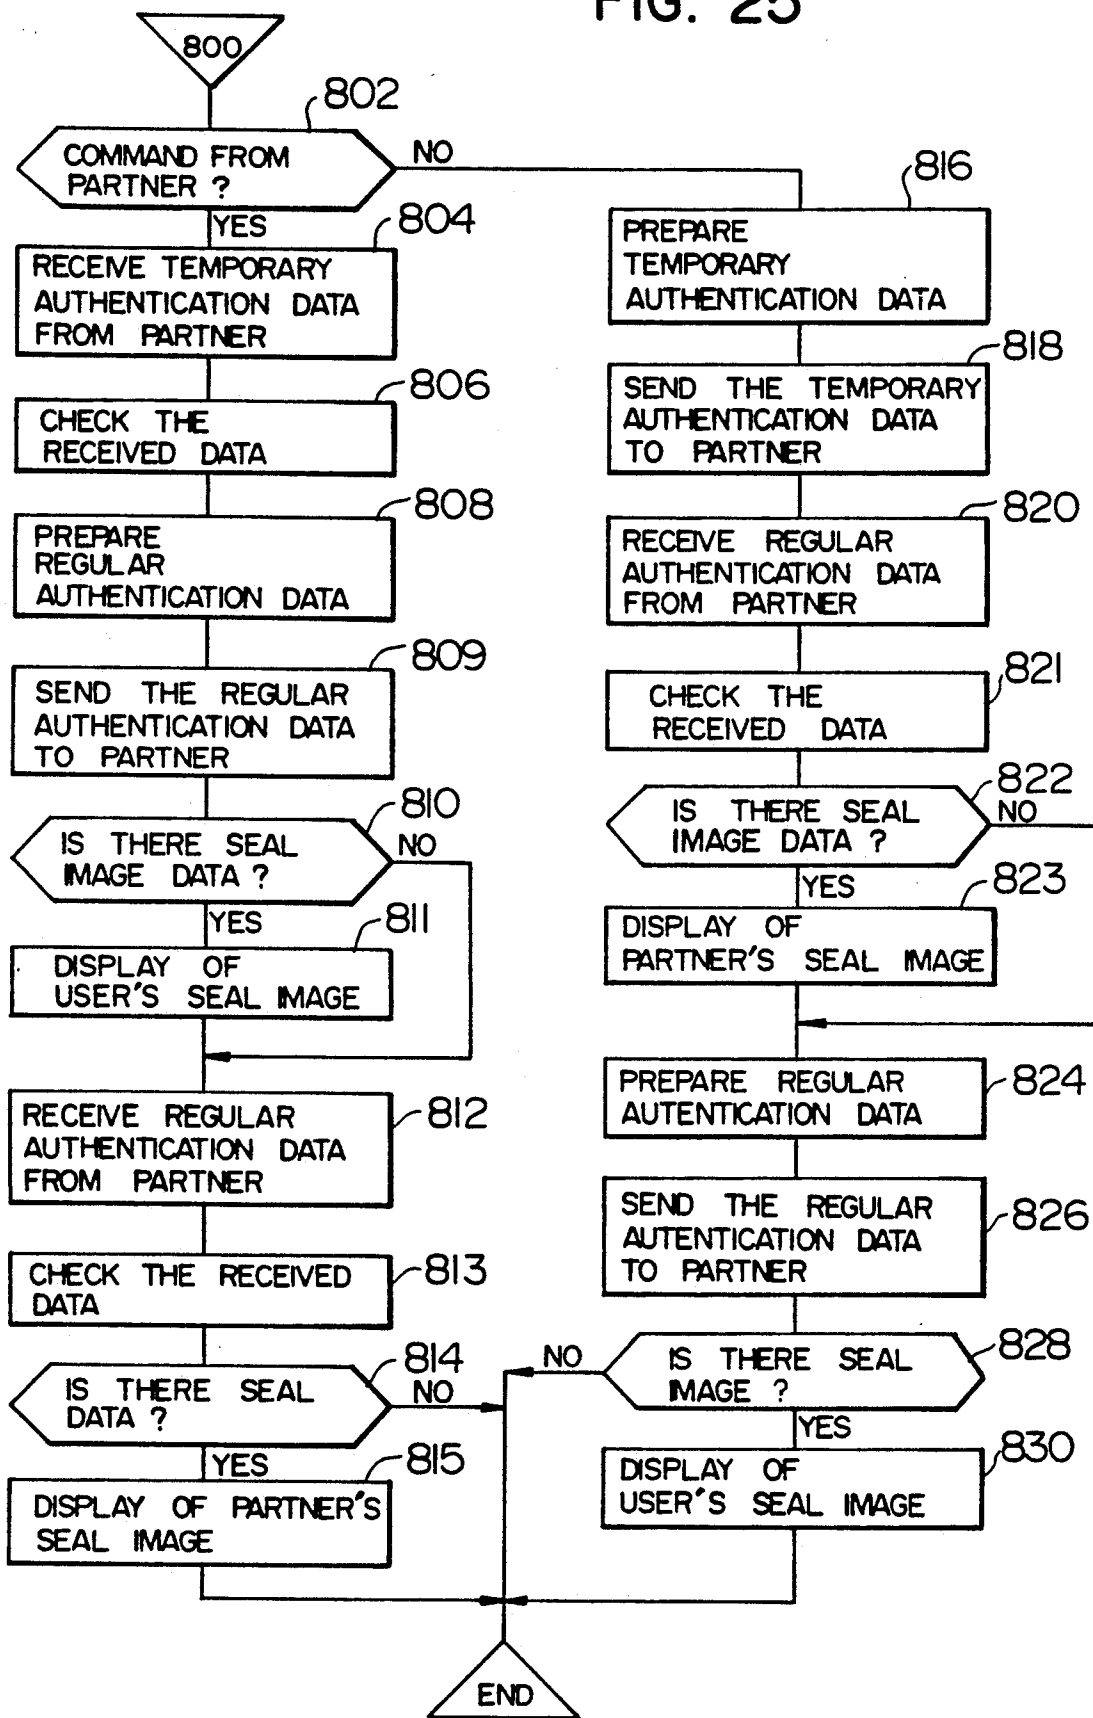 FIG. 25
800
802
COMMAND FROM
PARTNER ?
NO
YES
804
RECEIVE TEMPORARY
AUTHENTICATION DATA
FROM PARTNER
806
CHECK THE
RECEIVED DATA
808
PREPARE
REGULAR
AUTHENTICATION DATA
809
SEND THE REGULAR
AUTHENTICATION DATA
TO PARTNER
810
IS THERE SEAL
IMAGE DATA ?
NO
YES
811
DISPLAY OF
USER'S SEAL IMAGE
812
RECEIVE REGULAR
AUTHENTICATION DATA
FROM PARTNER
813
CHECK THE RECEIVED
DATA
814
IS THERE SEAL
DATA ?
NO
YES
815
DISPLAY OF PARTNER'S
SEAL IMAGE
816
PREPARE
TEMPORARY
AUTHENTICATION DATA
818
SEND THE TEMPORARY
AUTHENTICATION DATA
TO PARTNER
820
RECEIVE REGULAR
AUTHENTICATION DATA
FROM PARTNER
821
CHECK THE
RECEIVED DATA
822
IS THERE SEAL
IMAGE DATA ?
NO
YES
823
DISPLAY OF
PARTNER'S SEAL IMAGE
824
PREPARE REGULAR
AUTENTICATION DATA
826
SEND THE REGULAR
AUTENTICATION DATA
TO PARTNER
828
IS THERE SEAL
IMAGE ?
NO
YES
830
DISPLAY OF
USER'S SEAL IMAGE
END